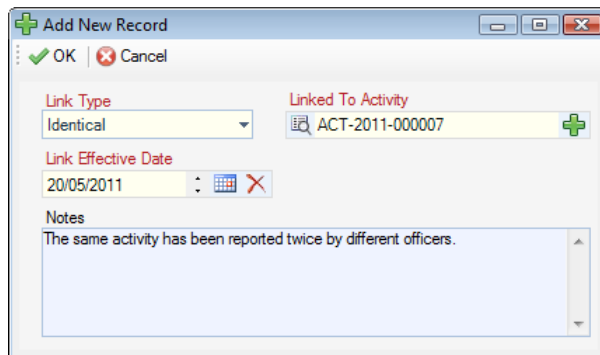 Add New Record
OK Cancel
Link Type
Linked To Activity
Identical
ACT-2011-000007
Link Effective Date
20/05/2011
Notes
The same activity has been reported twice by different officers.